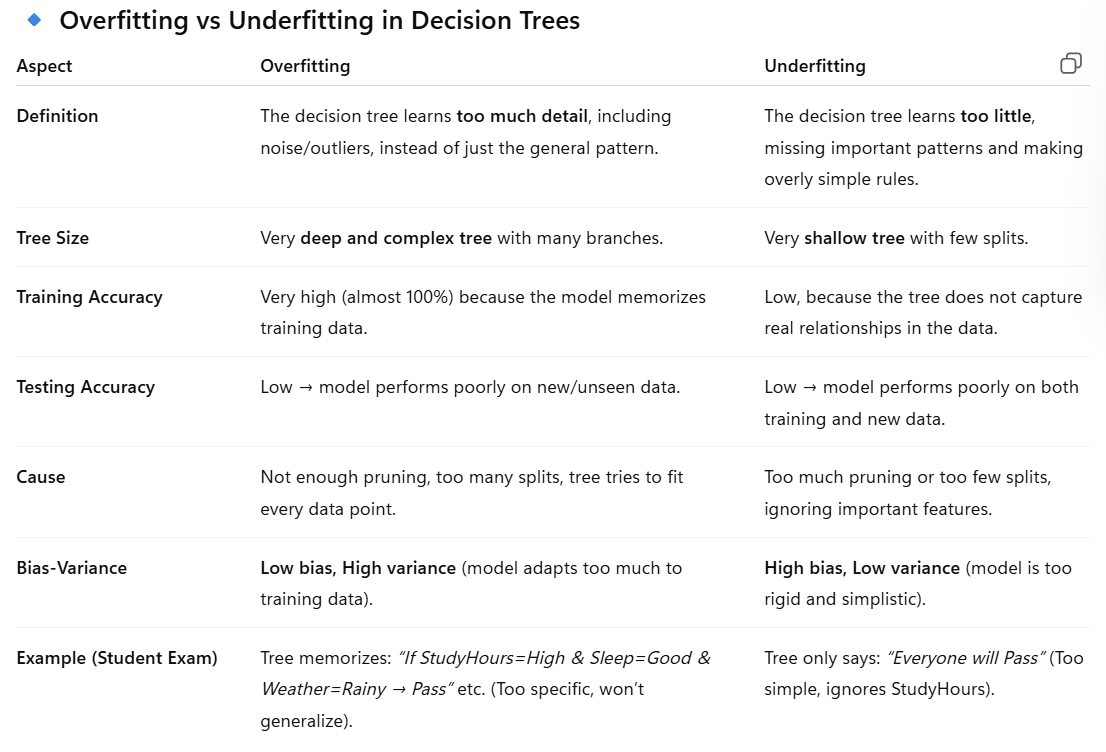 Overfitting vs Underfitting in Decision Trees
Aspect Overfitting Underfitting
Definition
The decision tree learns too much detail, including
noise/outliers, instead of just the general pattern.
The decision tree learns too little,
missing important patterns and making
overly simple rules.
Tree Size
Very deep and complex tree with many branches.
Very shallow tree with few splits.
Training Accuracy
Very high (almost 100%) because the model memorizes
training data.
Low, because the tree does not capture
real relationships in the data.
Testing Accuracy
Low → model performs poorly on new/unseen data.
Low → model performs poorly on both
training and new data.
Cause
Not enough pruning, too many splits, tree tries to fit
every data point.
Too much pruning or too few splits,
ignoring important features.
Bias-Variance
Low bias, High variance (model adapts too much to
training data).
High bias, Low variance (model is too
rigid and simplistic).
Example (Student Exam)
Tree memorizes: “If StudyHours=High & Sleep=Good &
Weather=Rainy → Pass” etc. (Too specific, won’t
generalize).
Tree only says: “Everyone will Pass” (Too
simple, ignores StudyHours).